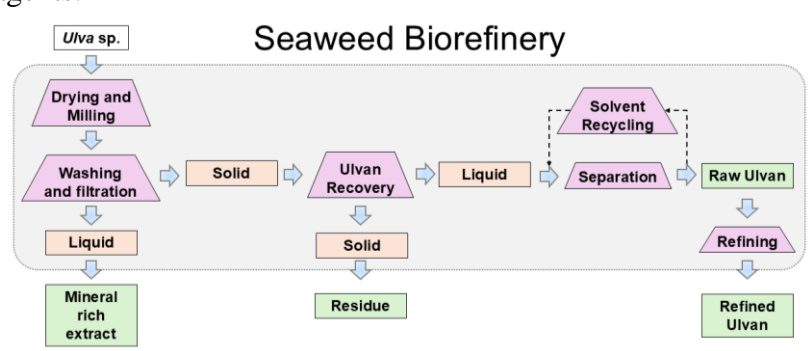 Ulva sp.
Seaweed Biorefinery
Drying and
Milling
Solvent
Recycling
Washing
and filtration
Solid
Ulvan
Recovery
Liquid
Separation
Raw Ulvan
Liquid
Solid
Refining
Mineral
rich
extract
Residue
Refined
Ulvan